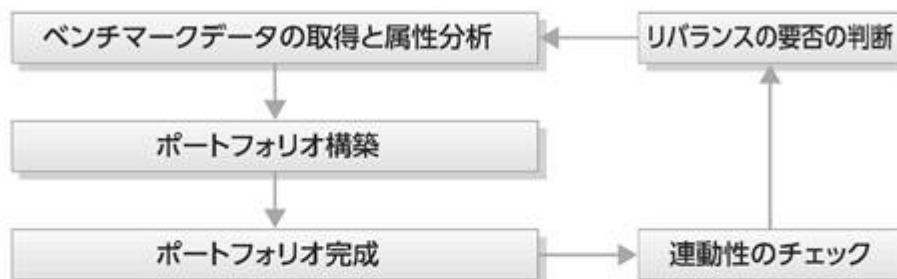 ベンチマークデータの取得と属性分析
リバランスの要否の判断
ポートフォリオ構築
ポートフォリオ完成
連動性のチェック